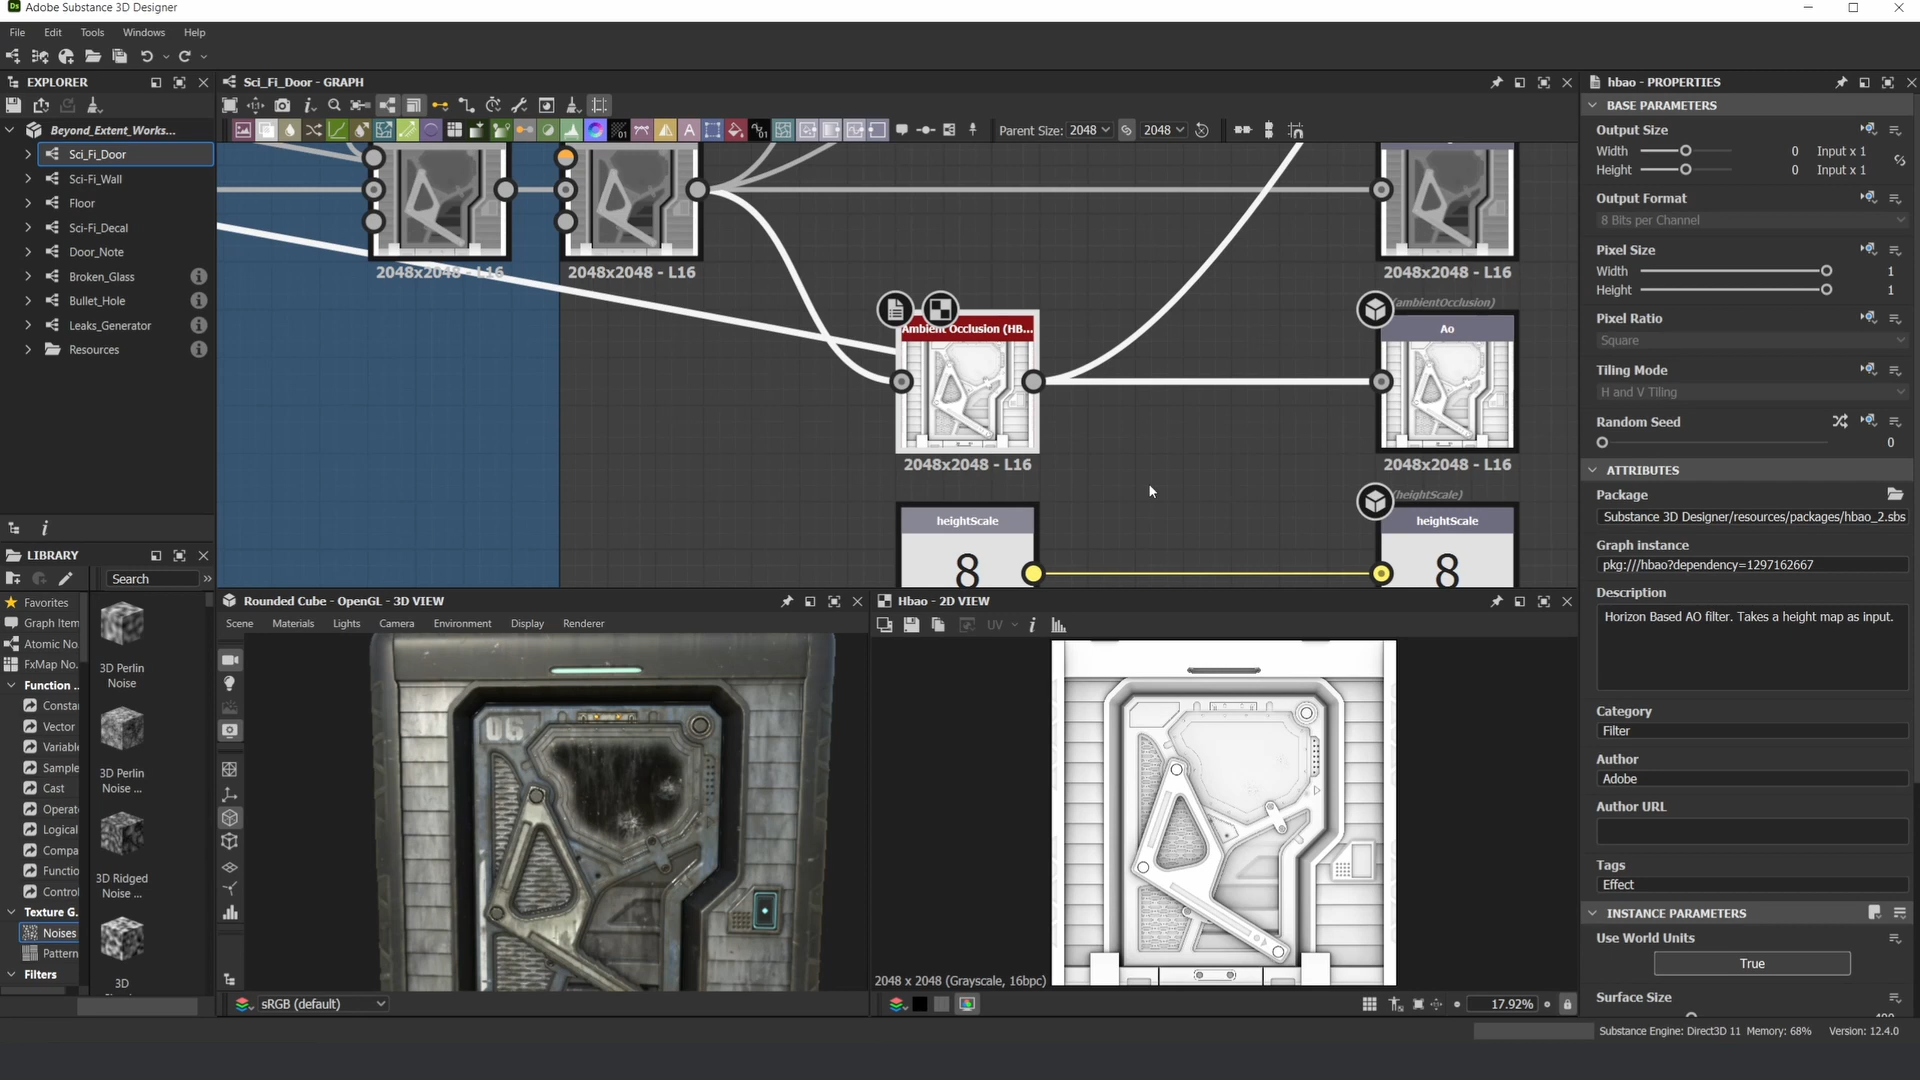 Adobe Substance 3D Designer
File Edit Tools Windows Help
EXPLORER
Beyond_Extent_Works...
Sci_Fi_Door
Sci-Fi_Wall
Floor
Sci-Fi_Decal
Door_Note
Broken_Glass
Bullet_Hole
Leaks_Generator
Resources
LIBRARY
Search
Favorites
Graph Item
Atomic No
FxMap No.
Function ..
Consta
Vector
Variabl
Sample
Cast
Operat
Logical
Compa
Functio
Control
Texture G.
Noises
Pattern
Filters
3D Perlin
Noise
3D Perlin
Noise ...
3D Ridged
Noise ...
3D
Sci_Fi_Door - GRAPH
Parent Size: 2048 2048
2048x2048 - L16
2048x2048 - L16
2048x2048 - L16
Ambient Occlusion (HB...
2048x2048 - L16
(ambientOcclusion)
Ao
2048x2048 - L16
heightScale
8
(heightScale)
heightScale
8
Rounded Cube - OpenGL - 3D VIEW
Scene Materials Lights Camera Environment Display Renderer
06
sRGB (default)
Hbao - 2D VIEW
UV
2048 x 2048 (Grayscale, 16bpc)
17.92%
hbao - PROPERTIES
BASE PARAMETERS
Output Size
Width 0 Input x 1
Height 0 Input x 1
Output Format
8 Bits per Channel
Pixel Size
Width 1
Height 1
Pixel Ratio
Square
Tiling Mode
H and V Tiling
Random Seed
0
ATTRIBUTES
Package
Substance 3D Designer/resources/packages/hbao_2.sbs
Graph instance
pkg:///hbao?dependency=1297162667
Description
Horizon Based AO filter. Takes a height map as input.
Category
Filter
Author
Adobe
Author URL
Tags
Effect
INSTANCE PARAMETERS
Use World Units
True
Surface Size
Substance Engine: Direct3D 11 Memory: 68% Version: 12.4.0